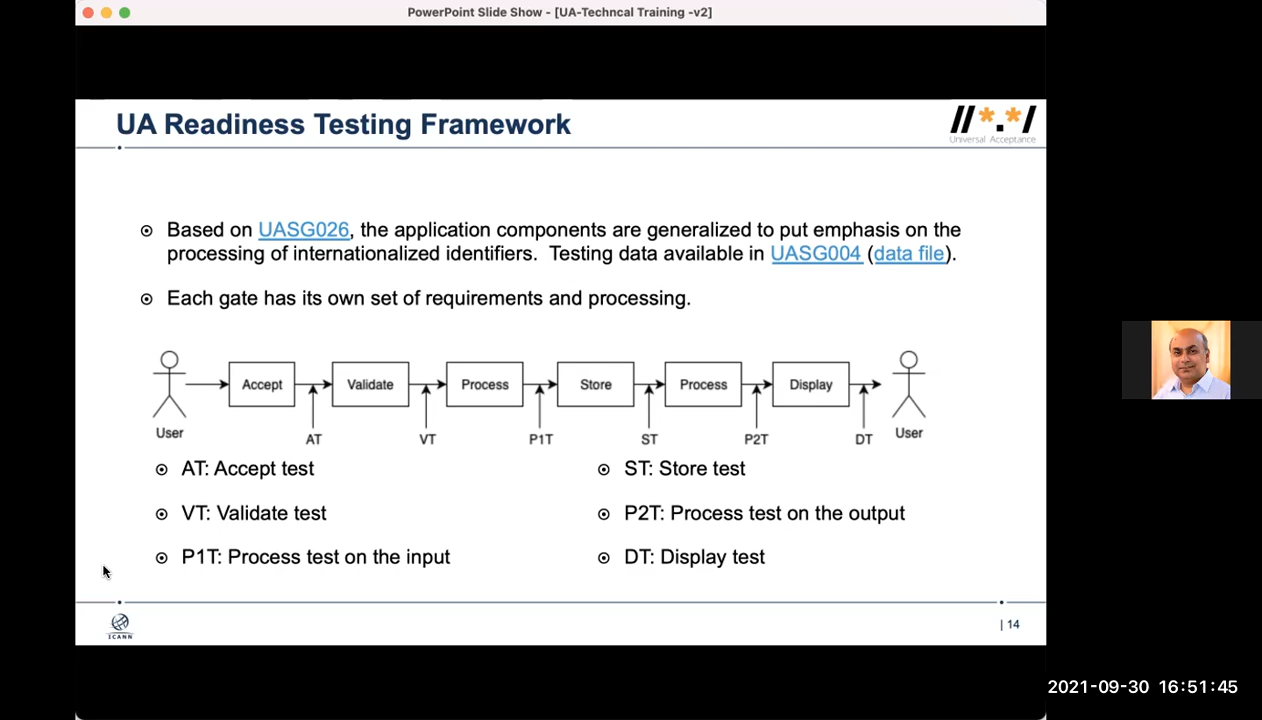 PowerPoint Slide Show - [UA-Techncal Training -v2]
UA Readiness Testing Framework
//*.*/
Universal Acceptance
Based on UASG026, the application components are generalized to put emphasis on the
processing of internationalized identifiers. Testing data available in UASG004 (data file).
Each gate has its own set of requirements and processing.
Accept
Validate
Process
Store
Process
Display
User
AT
VT
P1T
ST
P2T
DT
User
AT: Accept test
VT: Validate test
P1T: Process test on the input
ST: Store test
P2T: Process test on the output
DT: Display test
ICANN
| 14
2021-09-30 16:51:45